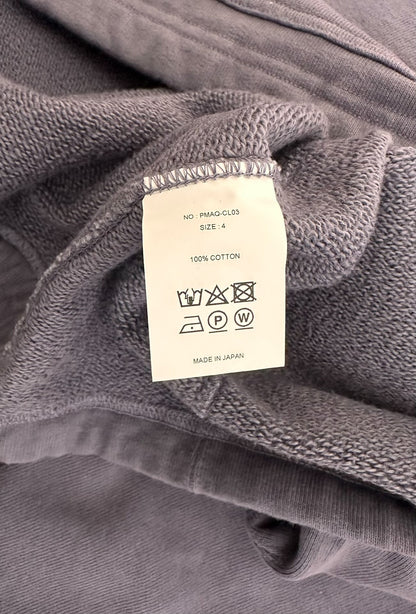 NO : PMAQ-CL03
SIZE : 4
100% COTTON
P W
MADE IN JAPAN